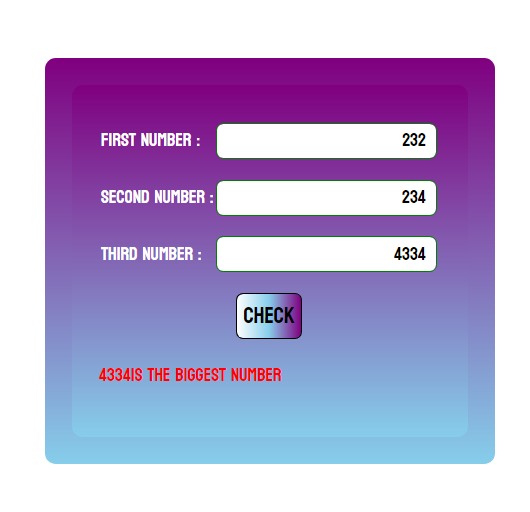 FIRST NUMBER : 232
SECOND NUMBER : 234
THIRD NUMBER : 4334
CHECK
4334IS THE BIGGEST NUMBER